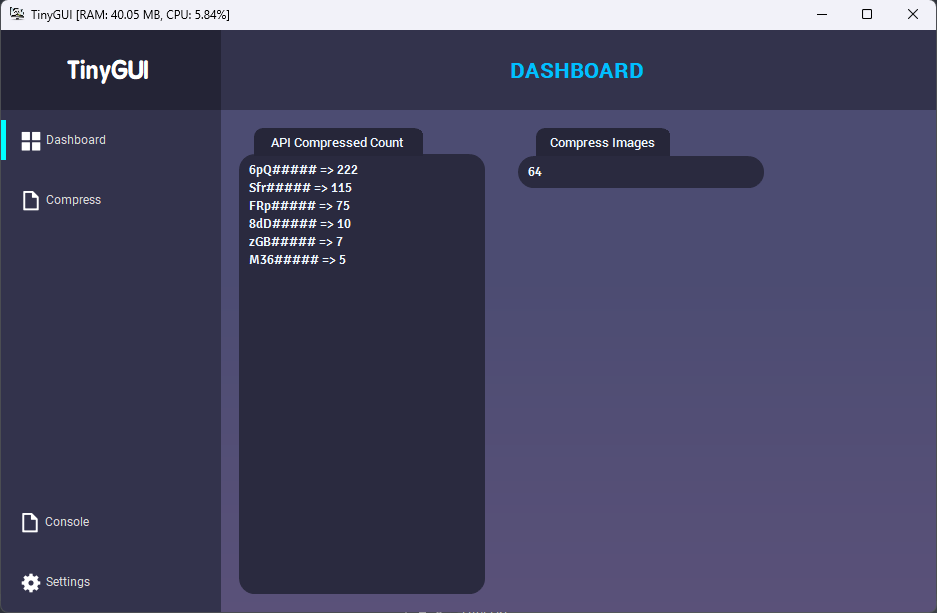 TinyGUI [RAM: 40.05 MB, CPU: 5.84%]
TinyGUI
DASHBOARD
Dashboard
Compress
Console
Settings
API Compressed Count
6pQ##### => 222
Sfr##### => 115
FRp##### => 75
8dD##### => 10
zGB##### => 7
M36##### => 5
Compress Images
64